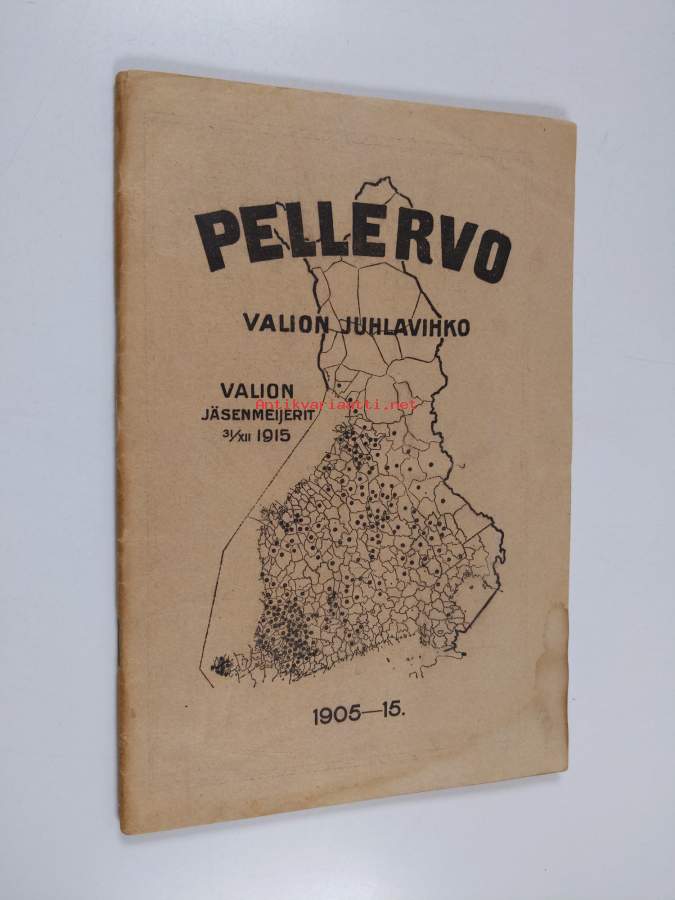 PELLERVO
VALION JUHLAVIHKO
VALION
JÄSENMEIJERIT
31/XII 1915
Antikvariaatti.net
1905—15.